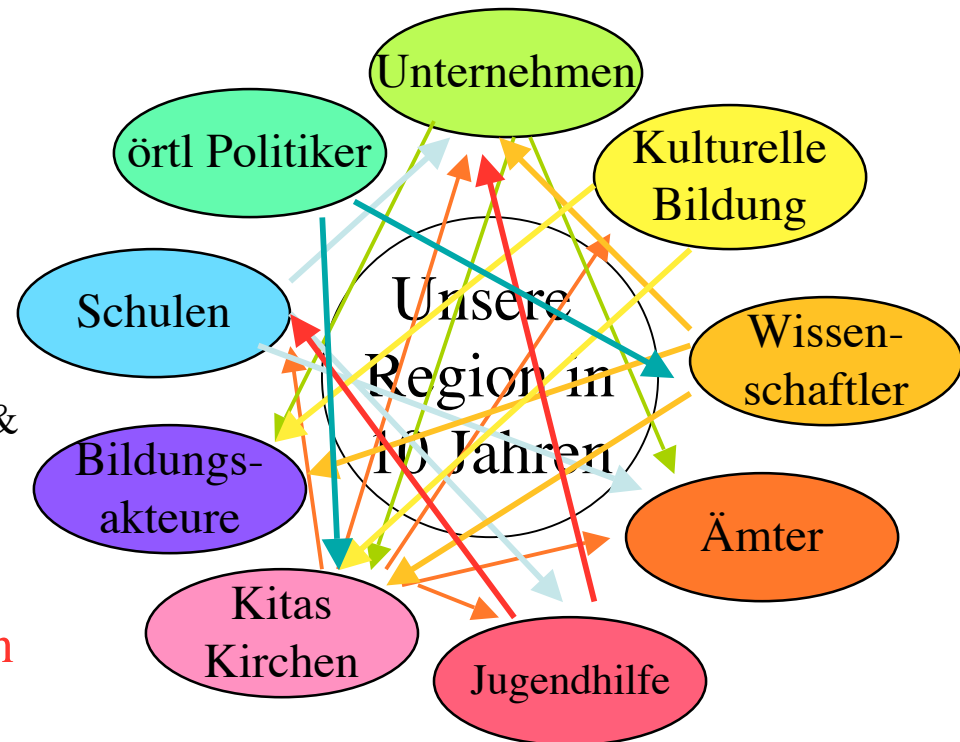 Unternehmen
örtl Politiker
Kulturelle
Bildung
Schulen
Unsere
Region in
10 Jahren
Wissen-
schaftler
&
Bildungs-
akteure
Ämter
Kitas
Kirchen
n
Jugendhilfe